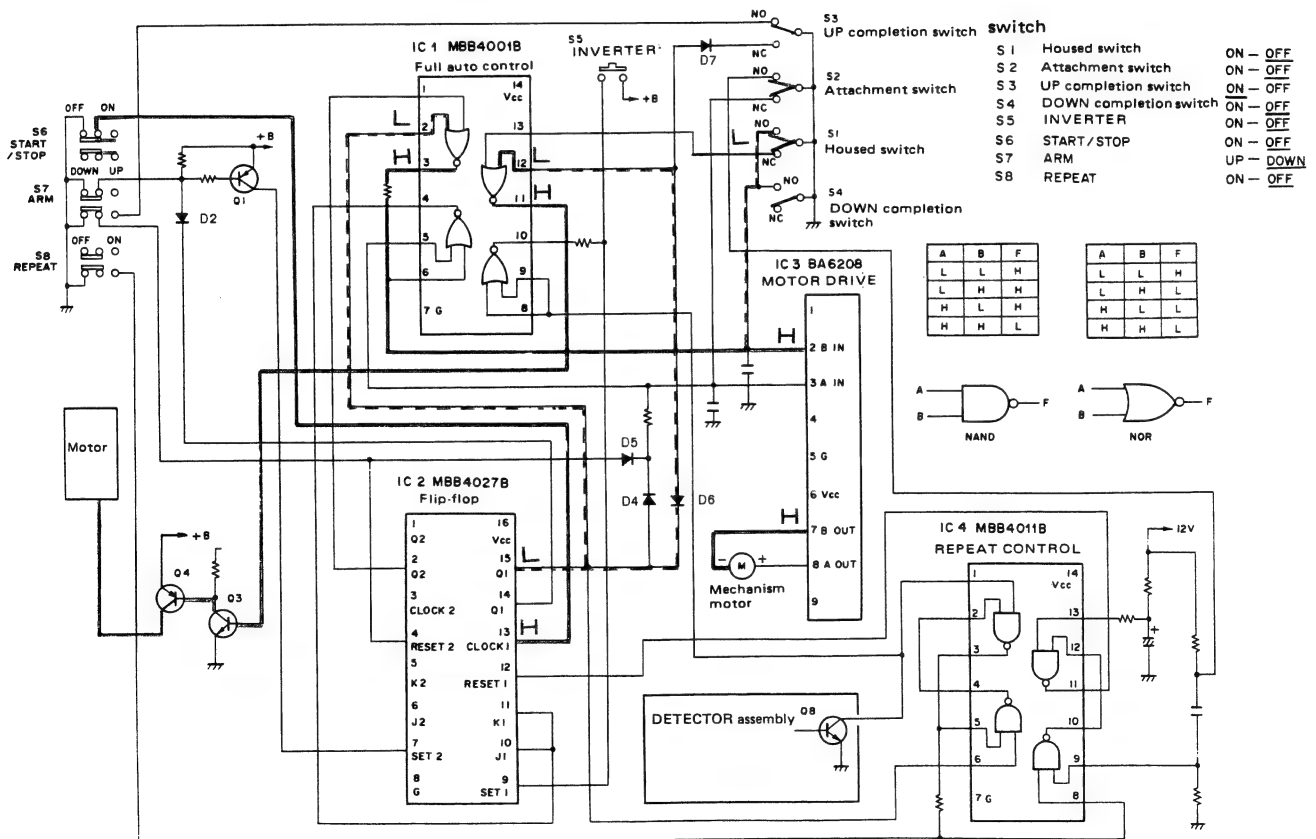 IC 1 MBB4001B
Full auto control
1
2
3
4
5
6
7 G
14
Vcc
13
12
11
10
9
8
L
H
L
H
S5
INVERTER
+B
D7
NO
NC
S3
UP completion switch
NO
NC
S2
Attachment switch
L
NO
NC
S1
Housed switch
NO
NC
S4
DOWN completion
switch
switch
S 1 Housed switch ON – OFF
S 2 Attachment switch ON – OFF
S 3 UP completion switch ON – OFF
S 4 DOWN completion switch ON – OFF
S5 INVERTER ON – OFF
S6 START/STOP ON – OFF
S7 ARM UP – DOWN
S8 REPEAT ON – OFF
OFF ON
S6
START
/STOP
DOWN UP
S7
ARM
OFF ON
S8
REPEAT
+B
Q1
D2
IC 3 BA6208
MOTOR DRIVE
1
H
2 B IN
3 A IN
4
5 G
6 Vcc
H
7 B OUT
8 A OUT
9
- M +
Mechanism
motor
A B F
L L H
L H H
H L H
H H L
A B F
L L H
L H L
H L L
H H L
A
B
F
NAND
A
B
F
NOR
Motor
+B
Q4
Q3
D5
D4
D6
IC 2 MBB4027B
Flip-flop
1
Q2
2
Q2
3
CLOCK 2
4
RESET 2
5
K2
6
J2
7
SET 2
8
G
16
Vcc
L
15
Q1
14
Q1
H
13
CLOCK 1
12
RESET 1
11
K1
10
J1
9
SET 1
DETECTOR assembly
Q8
IC 4 MBB4011B
REPEAT CONTROL
1
2
3
4
5
6
7 G
14
Vcc
13
12
11
10
9
8
12V
+